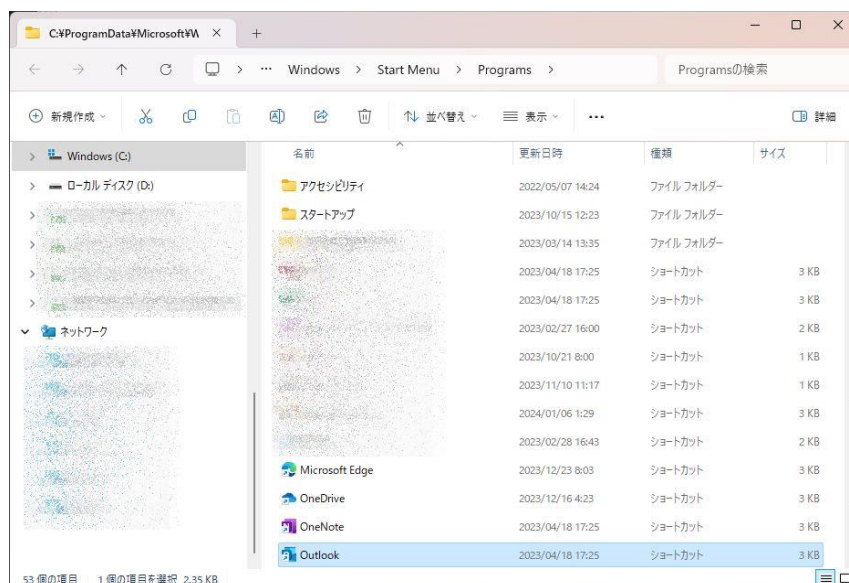 C:¥ProgramData¥Microsoft¥W
Windows > Start Menu > Programs >
Programsの検索
新規作成
並べ替え
表示
詳細
名前 更新日時 種類 サイズ
Windows (C:)
ローカル ディスク (D:)
ネットワーク
アクセシビリティ 2022/05/07 14:24 ファイル フォルダー
スタートアップ 2023/10/15 12:23 ファイル フォルダー
2023/03/14 13:35 ファイル フォルダー
2023/04/18 17:25 ショートカット 3 KB
2023/04/18 17:25 ショートカット 3 KB
2023/02/27 16:00 ショートカット 2 KB
2023/10/21 8:00 ショートカット 1 KB
2023/11/10 11:17 ショートカット 1 KB
2024/01/06 1:29 ショートカット 3 KB
2023/02/28 16:43 ショートカット 2 KB
Microsoft Edge 2023/12/23 8:03 ショートカット 3 KB
OneDrive 2023/12/16 4:23 ショートカット 3 KB
OneNote 2023/04/18 17:25 ショートカット 3 KB
Outlook 2023/04/18 17:25 ショートカット 3 KB
53 個の項目 1 個の項目を選択 2.35 KB